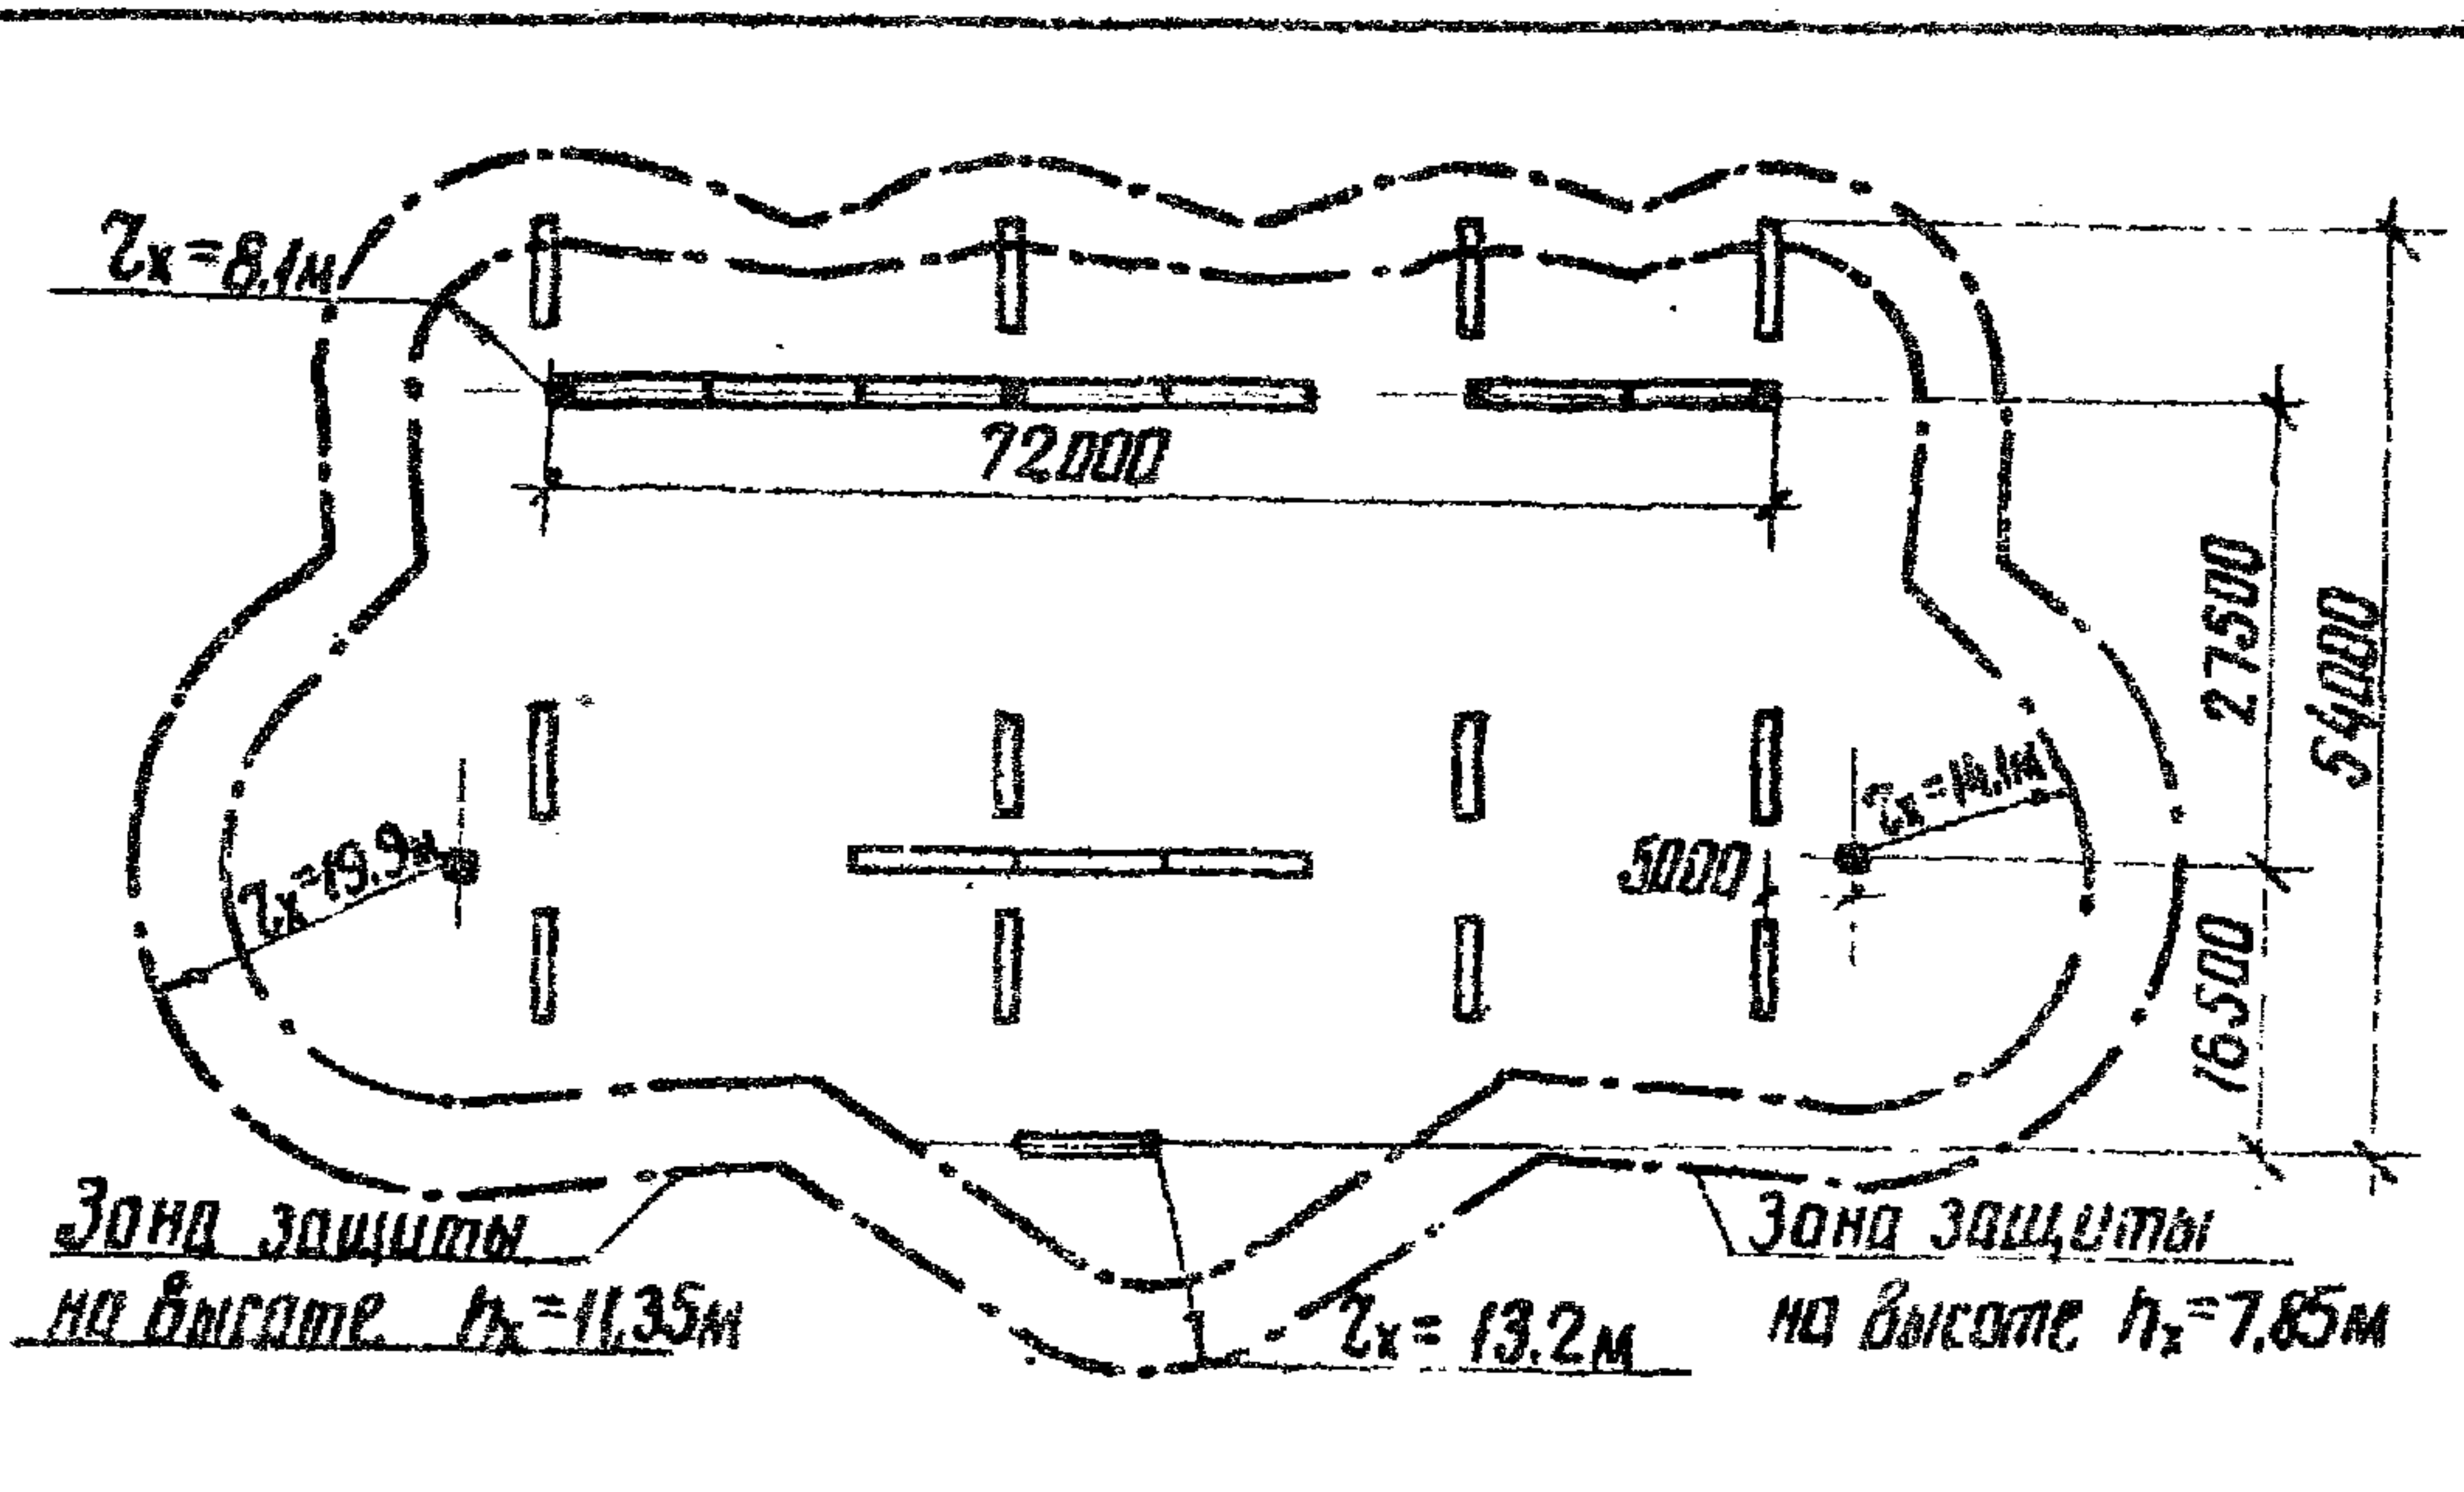 rx=8.1м
72000
27500
54000
rx=14.1м
rx=19.9м
5000
16500
Зона защиты
на высоте hx=11.35м
Зона защиты
на высоте hx=7.85м
rx=13.2м